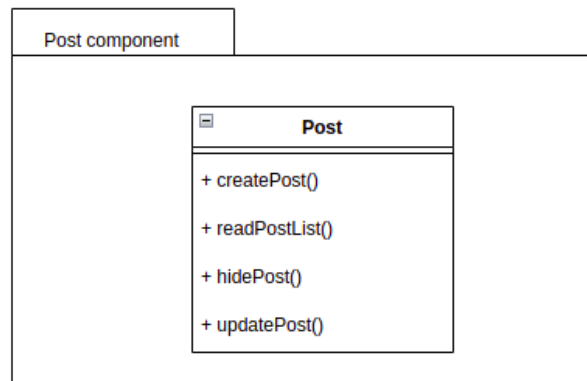 Post component
Post
+ createPost()
+ readPostList()
+ hidePost()
+ updatePost()